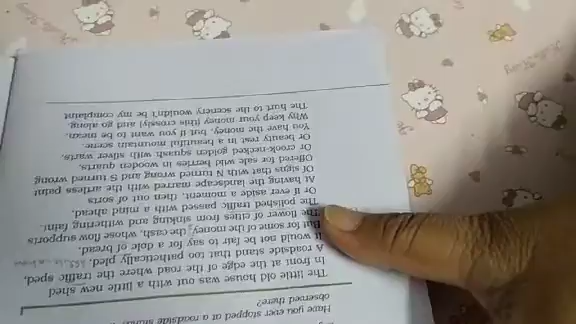 Have you ever stopped at a roadside
observed there?
The little old house was out with a little new shed
In front at the edge of the road where the traffic sped,
A roadside stand that too pathetically pled,
It would not be fair to say for a dole of bread,
But for some of the money, the cash, whose flow supports
The flower of cities from sinking and withering faint.
The polished traffic passed with a mind ahead,
Or if ever aside a moment, then out of sorts
At having the landscape marred with the artless paint
Of signs that with N turned wrong and S turned wrong
Offered for sale wild berries in wooden quarts,
Or crook-necked golden squash with silver warts,
Or beauty rest in a beautiful mountain scene.
You have the money, but if you want to be mean,
Why keep your money (this crossly) and go along.
The hurt to the scenery wouldn't be my complaint